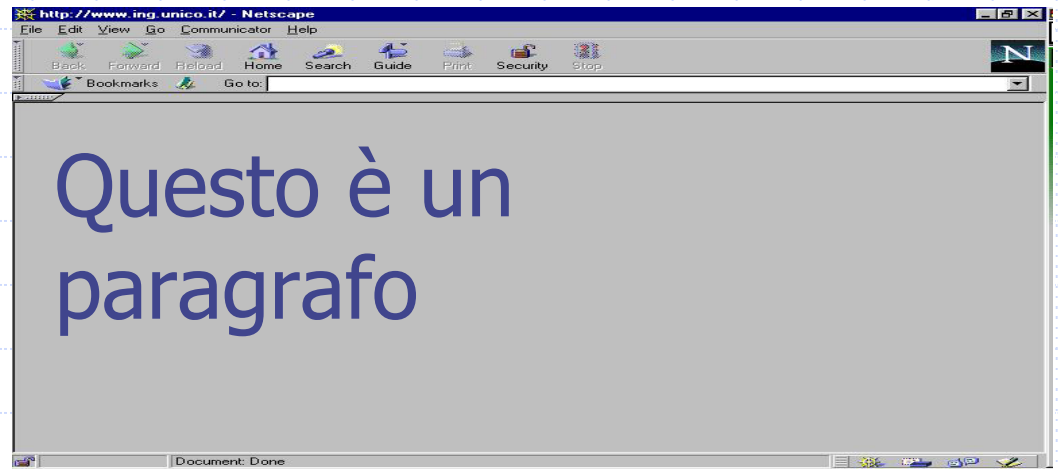 http://www.ing.unico.it/ - Netscape
File Edit View Go Communicator Help
Back Forward Reload Home Search Guide Print Security Stop
N
Bookmarks Go to:
Questo è un
paragrafo
Document: Done